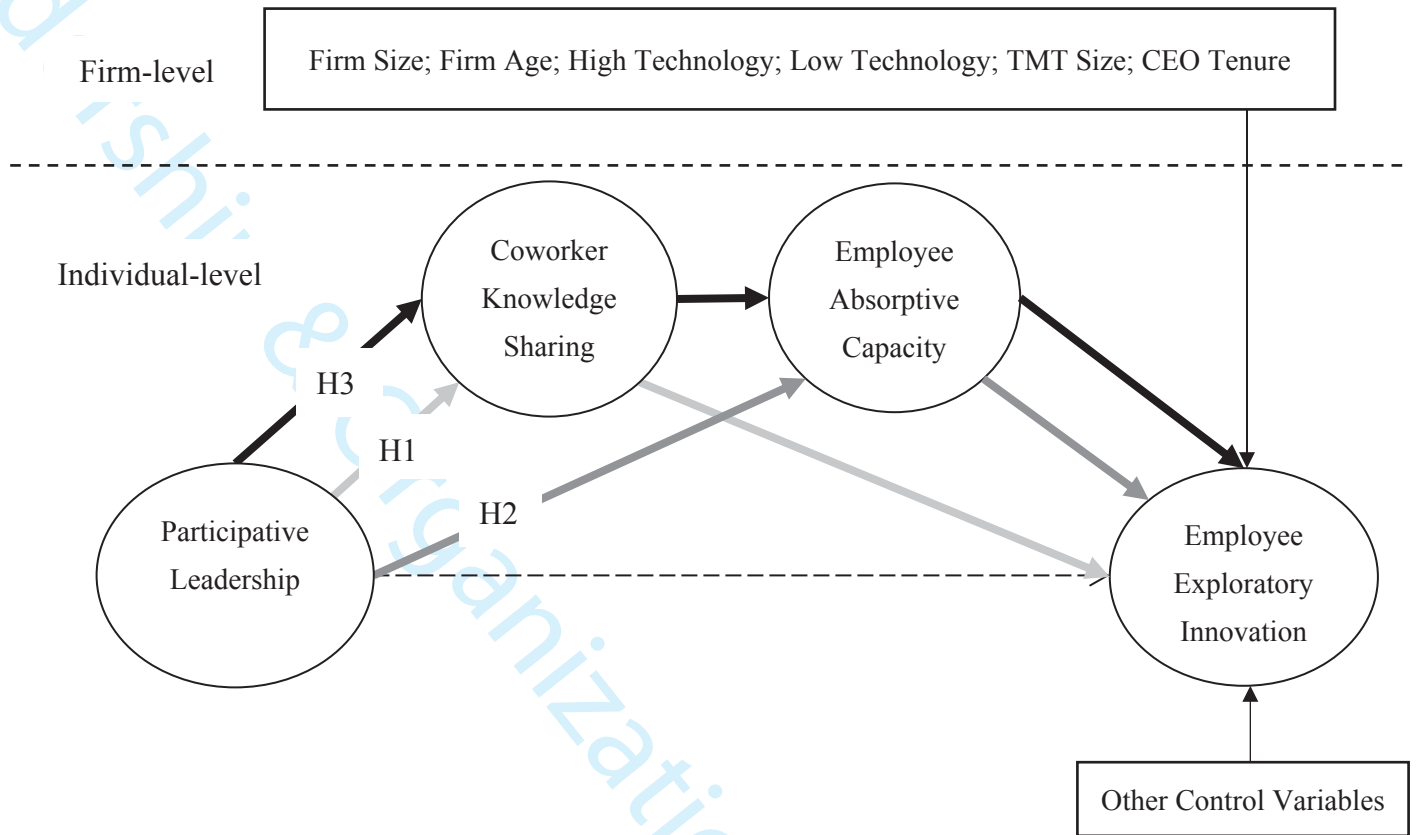 Firm-level
Firm Size; Firm Age; High Technology; Low Technology; TMT Size; CEO Tenure
Individual-level
Coworker
Knowledge
Sharing
Employee
Absorptive
Capacity
H3
H1
H2
Participative
Leadership
Employee
Exploratory
Innovation
Other Control Variables
& Organizatio